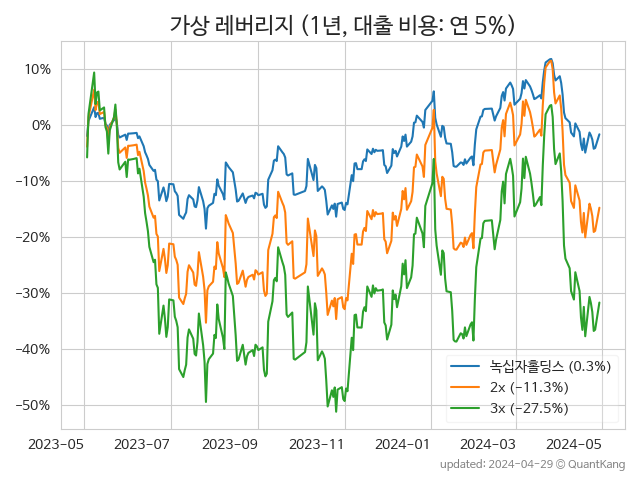 가상 레버리지 (1년, 대출 비용: 연 5%)
10%
0%
−10%
−20%
−30%
−40%
−50%
녹십자홀딩스 (0.3%)
2x (−11.3%)
3x (−27.5%)
2023-05 2023-07 2023-09 2023-11 2024-01 2024-03 2024-05
updated: 2024-04-29 © QuantKang